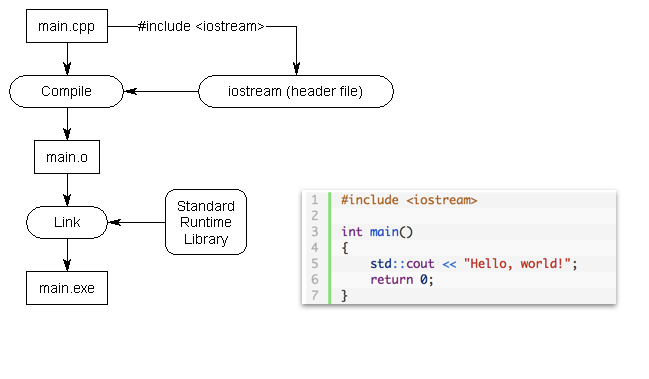 main.cpp
#include <iostream>
Compile
iostream (header file)
main.o
Link
Standard
Runtime
Library
main.exe
1 #include <iostream>
2
3 int main()
4 {
5     std::cout << "Hello, world!";
6     return 0;
7 }